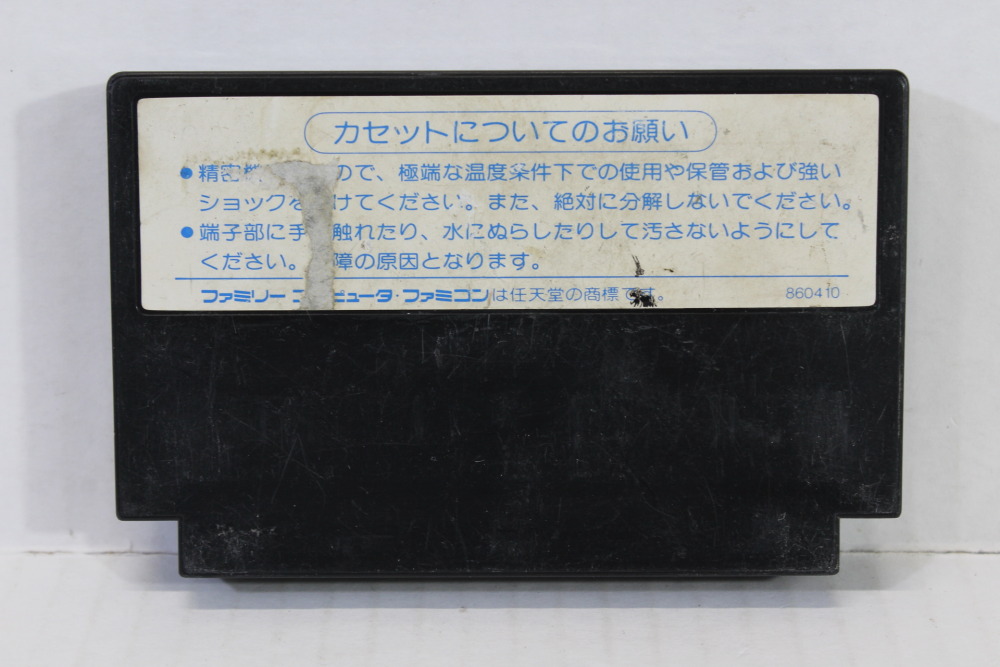 カセットについてのお願い
●精密機ので、極端な温度条件下での使用や保管および強い
ショックをけてください。また、絶対に分解しないでください。
●端子部に手触れたり、水にぬらしたりして汚さないようにして
ください。障の原因となります。
ファミリー コンピュータ・ファミコンは任天堂の商標です。
860410